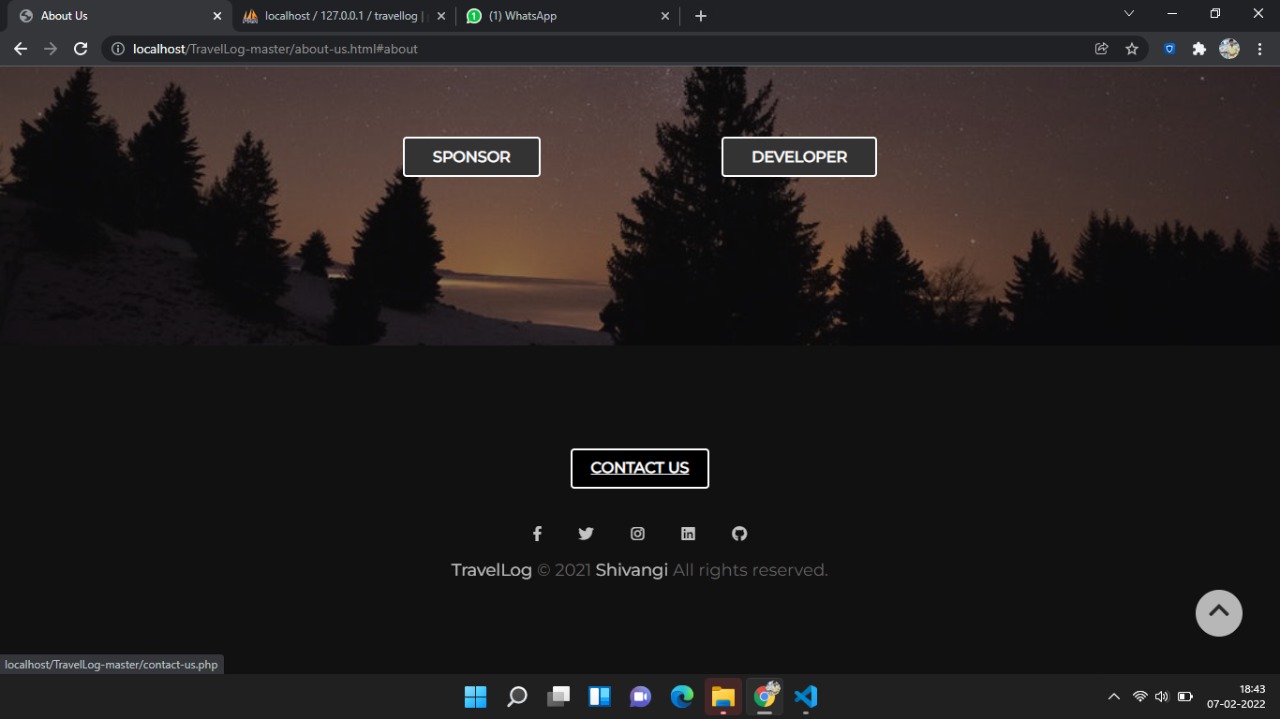 About Us
localhost / 127.0.0.1 / travellog |
(1) WhatsApp
localhost/TravelLog-master/about-us.html#about
SPONSOR
DEVELOPER
CONTACT US
TravelLog © 2021 Shivangi All rights reserved.
localhost/TravelLog-master/contact-us.php
18:43
07-02-2022